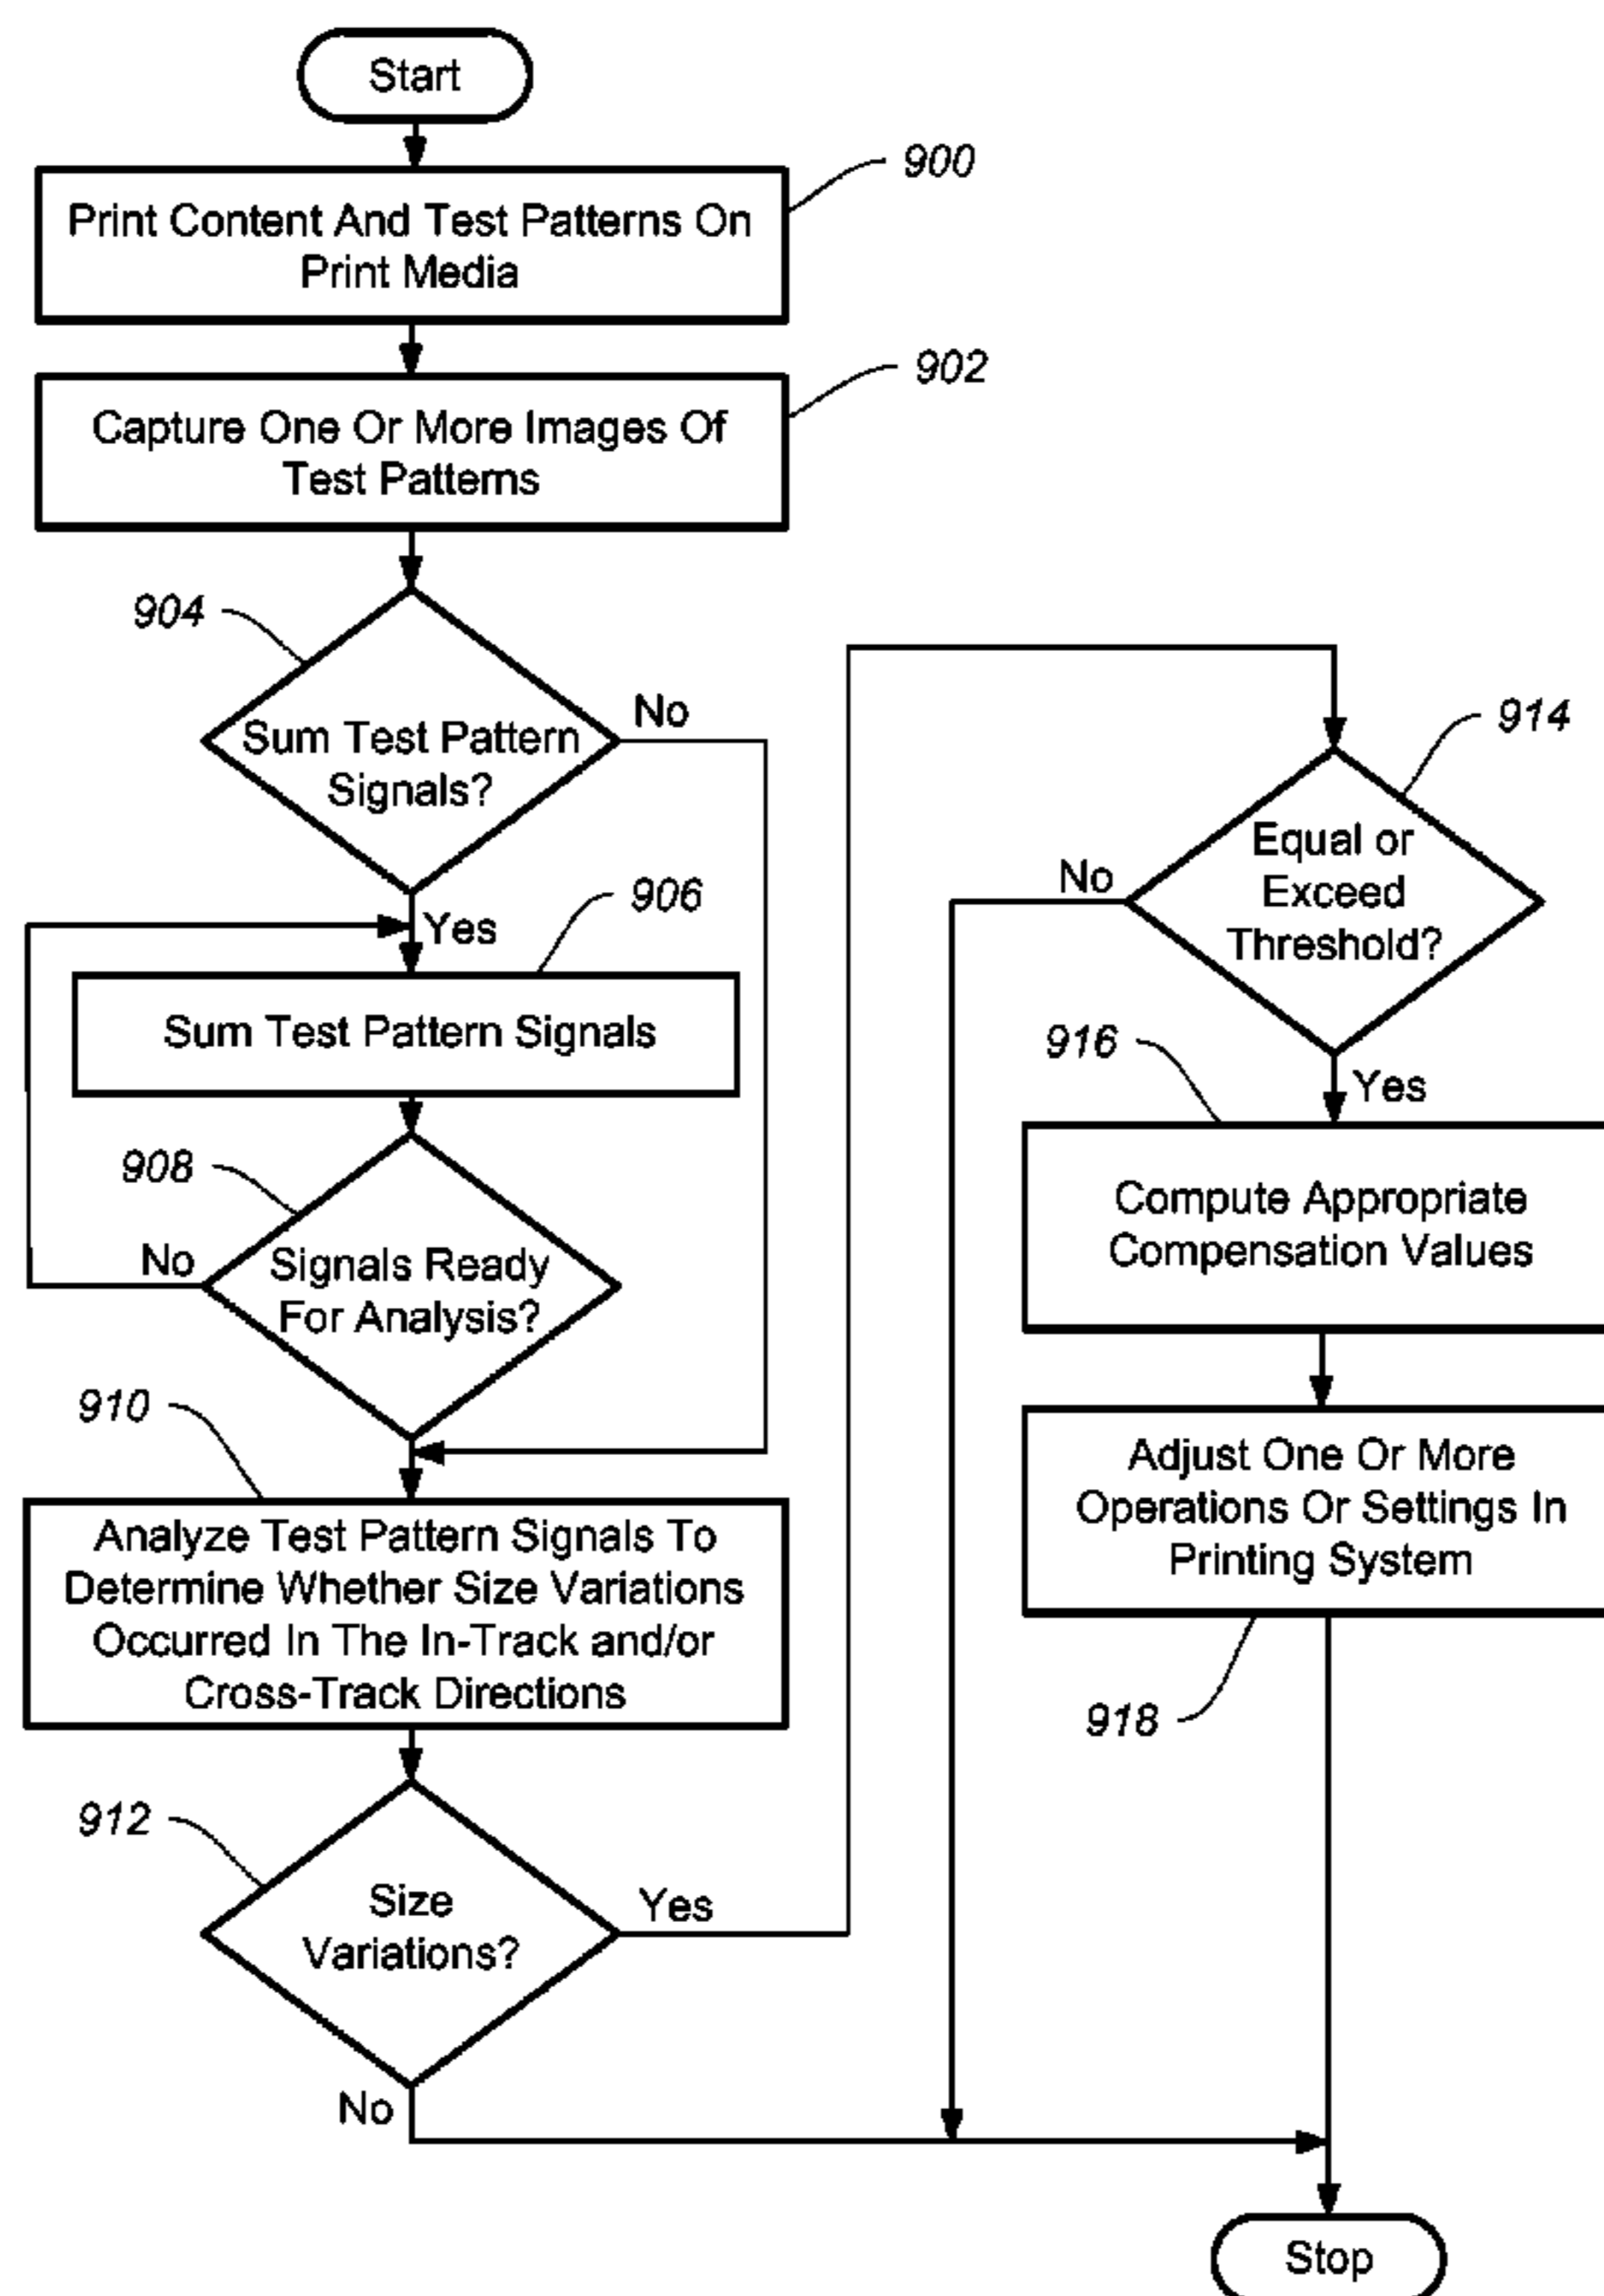 Start
900
Print Content And Test Patterns On
Print Media
902
Capture One Or More Images Of
Test Patterns
904
Sum Test Pattern
Signals?
No
Yes
906
Sum Test Pattern Signals
908
Signals Ready
For Analysis?
No
910
Analyze Test Pattern Signals To
Determine Whether Size Variations
Occurred In The In-Track and/or
Cross-Track Directions
912
Size
Variations?
Yes
No
914
Equal or
Exceed
Threshold?
No
Yes
916
Compute Appropriate
Compensation Values
Adjust One Or More
Operations Or Settings In
Printing System
918
Stop